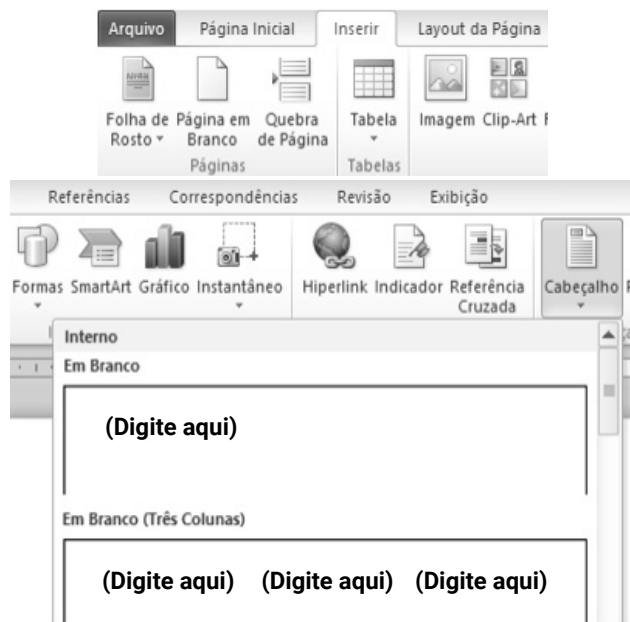 Arquivo Página Inicial Inserir Layout da Página
Folha de Rosto Página em Branco Quebra de Página Tabela Imagem Clip-Art
Páginas Tabelas
Referências Correspondências Revisão Exibição
Formas SmartArt Gráfico Instantâneo Hiperlink Indicador Referência Cruzada Cabeçalho
Interno
Em Branco
(Digite aqui)
Em Branco (Três Colunas)
(Digite aqui) (Digite aqui) (Digite aqui)